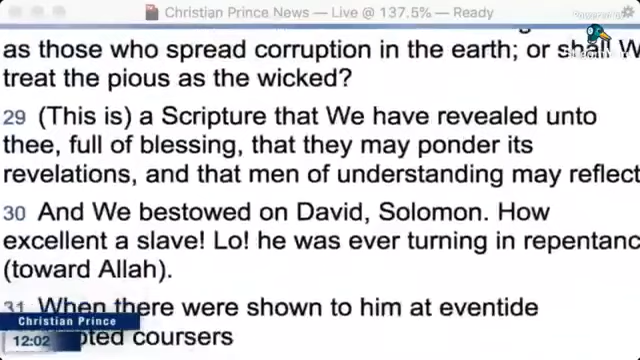 Christian Prince News — Live @ 137.5% — Ready
as those who spread corruption in the earth; or shall W
treat the pious as the wicked?
29 (This is) a Scripture that We have revealed unto
thee, full of blessing, that they may ponder its
revelations, and that men of understanding may reflect
30 And We bestowed on David, Solomon. How
excellent a slave! Lo! he was ever turning in repentanc
(toward Allah).
31 When there were shown to him at eventide
coursers
Christian Prince
12:02